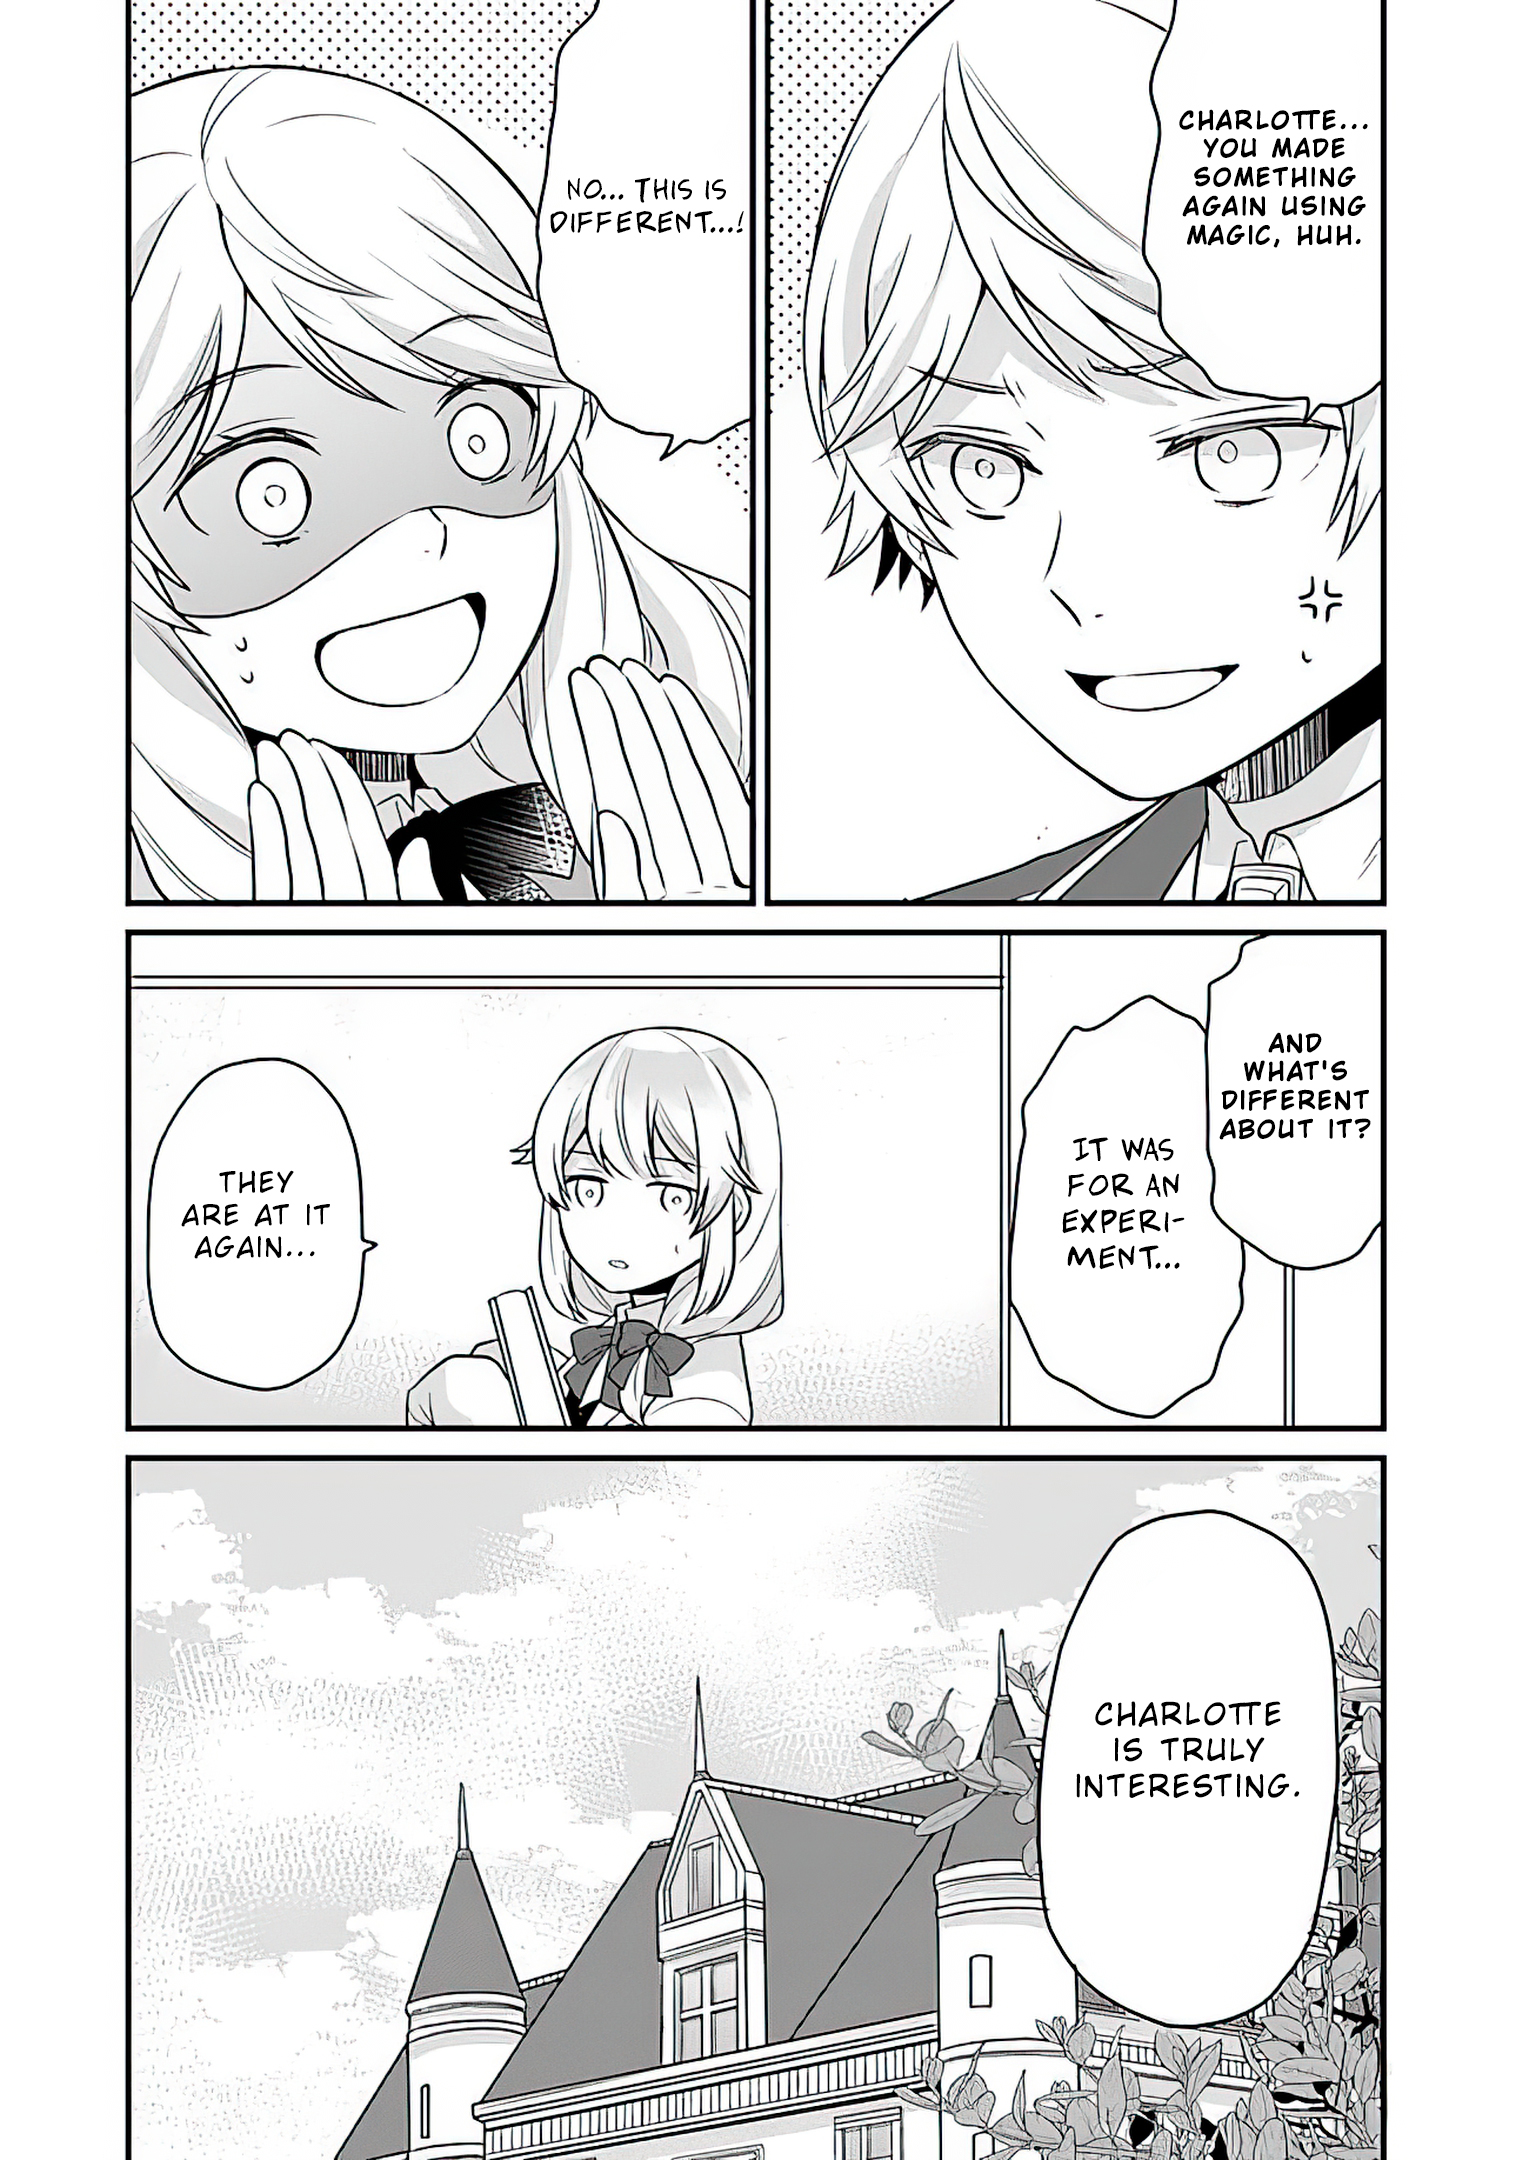 CHARLOTTE...
YOU MADE
SOMETHING
AGAIN USING
MAGIC, HUH.
NO... THIS IS
DIFFERENT...!
AND
WHAT'S
DIFFERENT
ABOUT IT?
IT WAS
FOR AN
EXPERI-
MENT...
THEY
ARE AT IT
AGAIN...
CHARLOTTE
IS TRULY
INTERESTING.